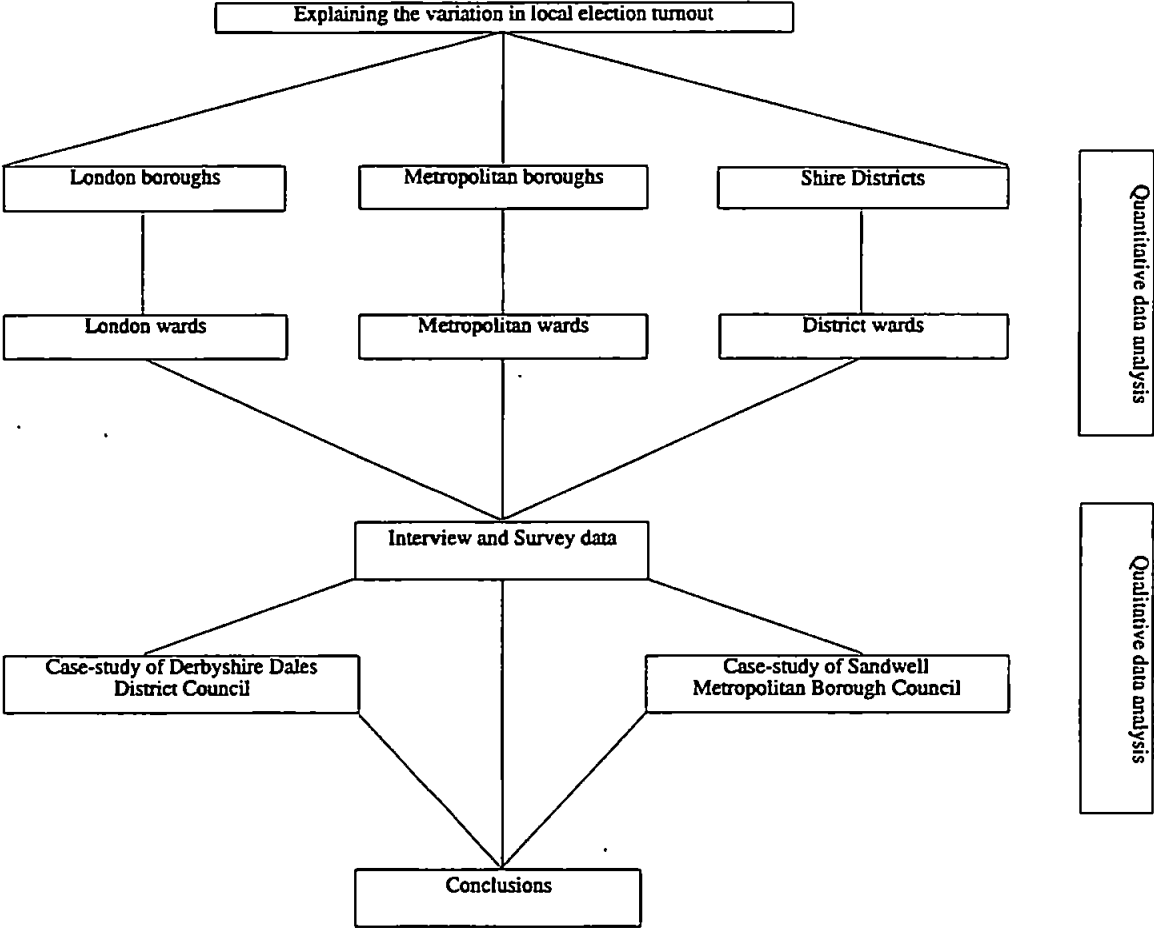 Explaining the variation in local election turnout
London boroughs
Metropolitan boroughs
Shire Districts
London wards
Metropolitan wards
District wards
Quantitative data analysis
Interview and Survey data
Case-study of Derbyshire Dales
District Council
Case-study of Sandwell
Metropolitan Borough Council
Qualitative data analysis
Conclusions